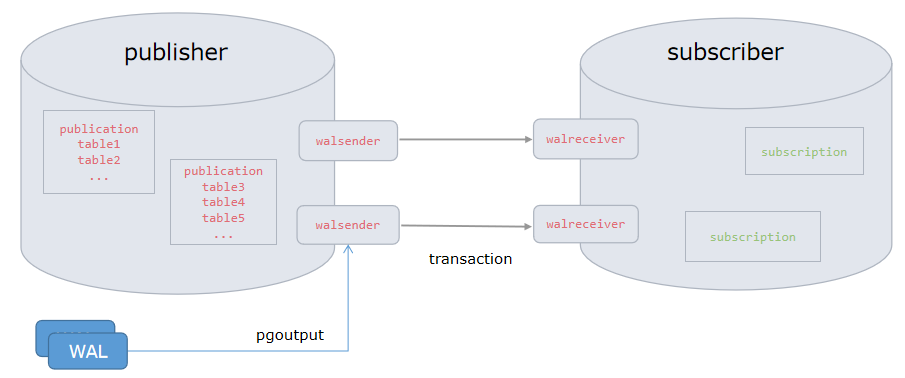 publisher
subscriber
publication
table1
table2
...
publication
table3
table4
table5
...
walsender
walreceiver
subscription
walsender
walreceiver
subscription
transaction
pgoutput
WAL